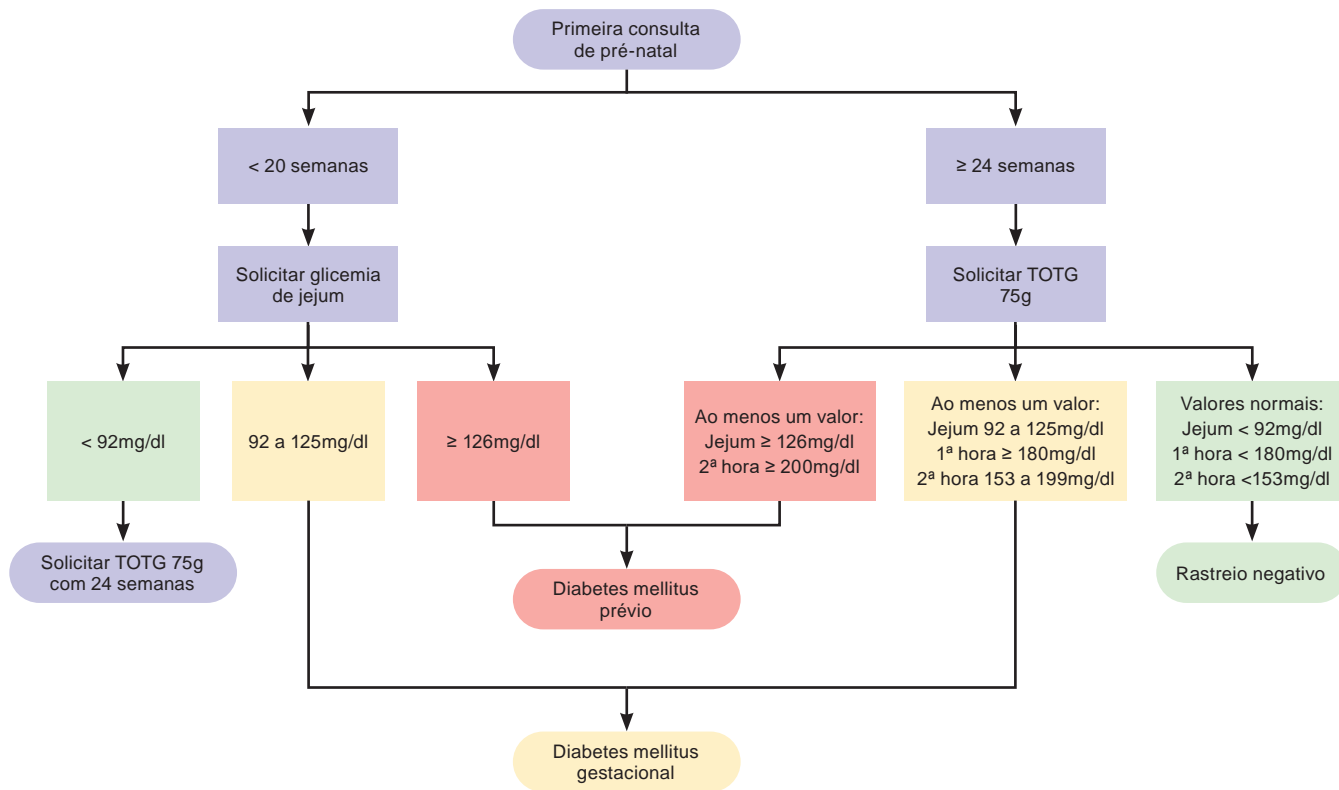 Primeira consulta
de pré-natal
< 20 semanas
≥ 24 semanas
Solicitar glicemia
de jejum
Solicitar TOTG
75g
< 92mg/dl
92 a 125mg/dl
≥ 126mg/dl
Ao menos um valor:
Jejum ≥ 126mg/dl
2ª hora ≥ 200mg/dl
Ao menos um valor:
Jejum 92 a 125mg/dl
1ª hora ≥ 180mg/dl
2ª hora 153 a 199mg/dl
Valores normais:
Jejum < 92mg/dl
1ª hora < 180mg/dl
2ª hora <153mg/dl
Solicitar TOTG 75g
com 24 semanas
Diabetes mellitus
prévio
Rastreio negativo
Diabetes mellitus
gestacional